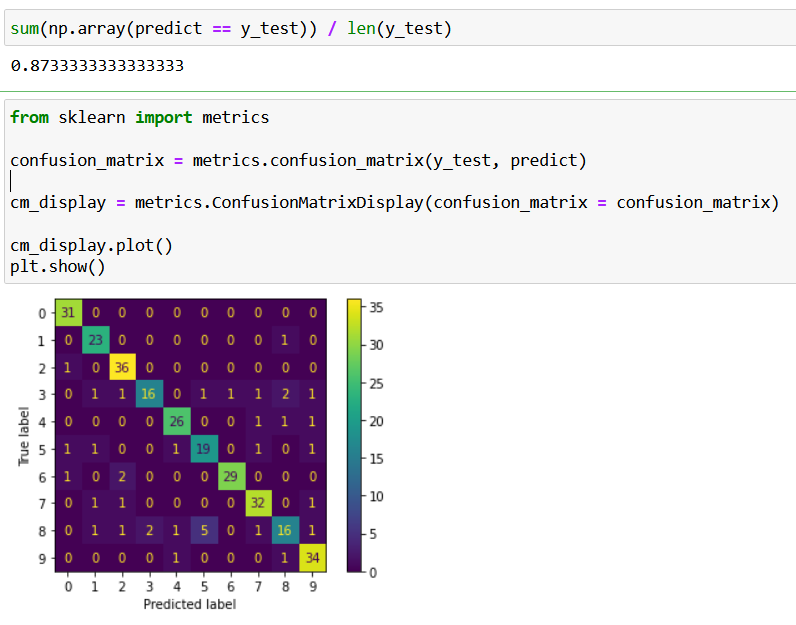 sum(np.array(predict == y_test)) / len(y_test)
0.8733333333333333
from sklearn import metrics
confusion_matrix = metrics.confusion_matrix(y_test, predict)
cm_display = metrics.ConfusionMatrixDisplay(confusion_matrix = confusion_matrix)
cm_display.plot()
plt.show()
True label
0 31 0 0 0 0 0 0 0 0 0
1 0 23 0 0 0 0 0 0 1 0
2 1 0 36 0 0 0 0 0 0 0
3 0 1 1 16 0 1 1 1 2 1
4 0 0 0 0 26 0 0 1 1 1
5 1 1 0 0 1 19 0 1 0 1
6 1 0 2 0 0 0 29 0 0 0
7 0 1 1 0 0 0 0 32 0 1
8 0 1 1 2 1 5 0 1 16 1
9 0 0 0 0 1 0 0 0 1 34
0 1 2 3 4 5 6 7 8 9
Predicted label
35
30
25
20
15
10
5
0